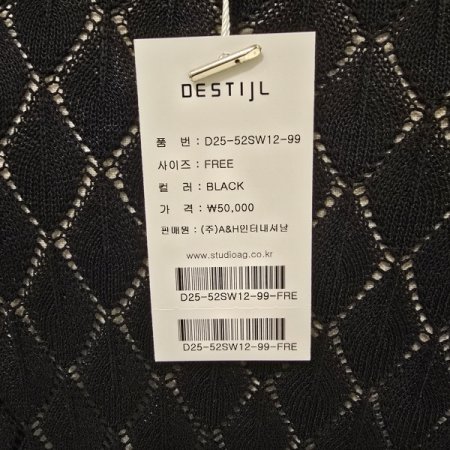 DESTIJL
품 번 : D25-52SW12-99
사이즈 : FREE
컬 러 : BLACK
가 격 : ₩50,000
판매원 : (주)A&H인터내셔날
www.studioag.co.kr
D25-52SW12-99-FRE
D25-52SW12-99-FRE